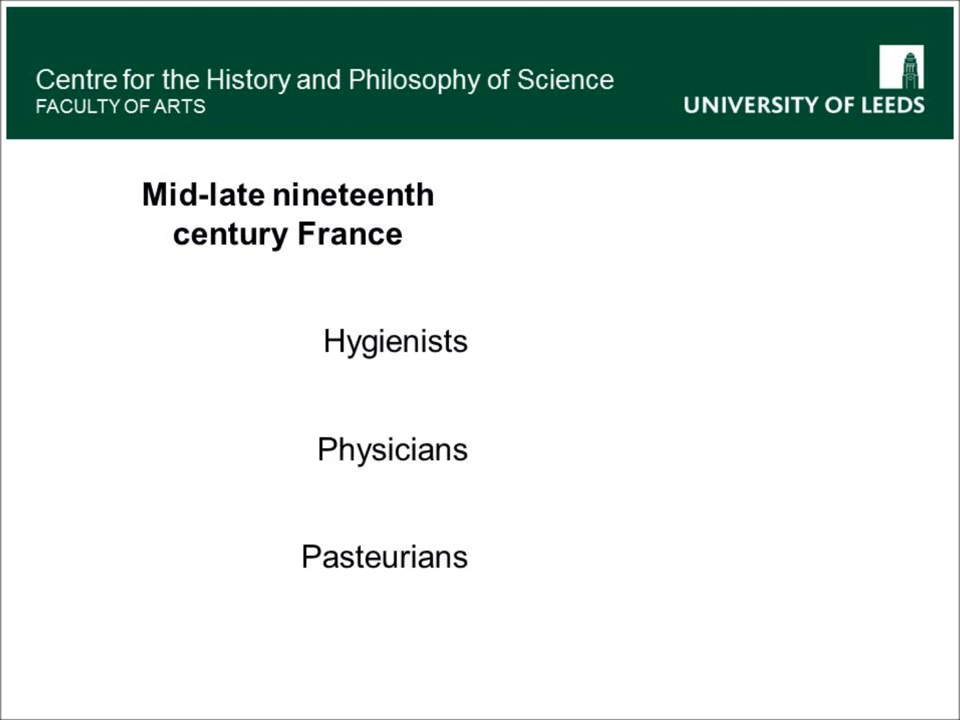 Centre for the History and Philosophy of Science
FACULTY OF ARTS
UNIVERSITY OF LEEDS
Mid-late nineteenth
century France
Hygienists
Physicians
Pasteurians